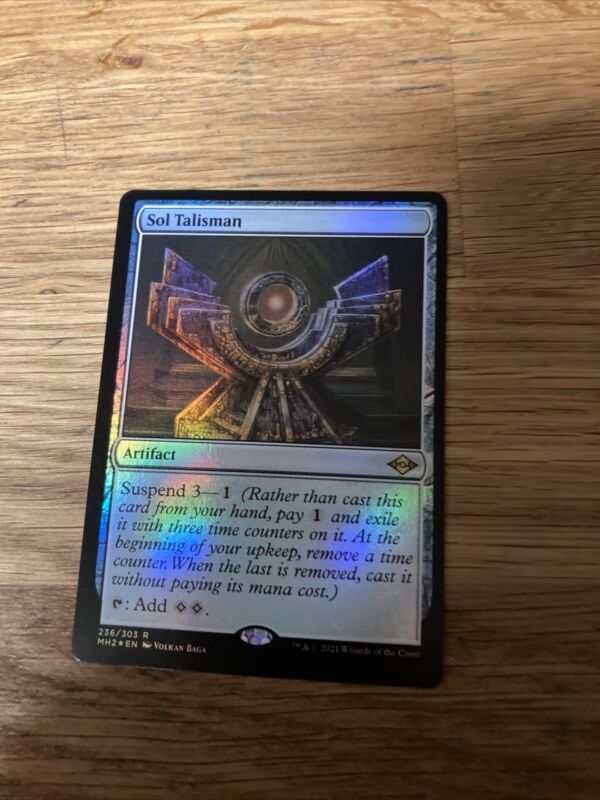 Sol Talisman
Artifact
Suspend 3—1 (Rather than cast this
card from your hand, pay 1 and exile
it with three time counters on it. At the
beginning of your upkeep, remove a time
counter. When the last is removed, cast it
without paying its mana cost.)
: Add ◇◇.
236/303 R
MH2★EN VOLKAN BAGA
™ & © 2021 Wizards of the Coast